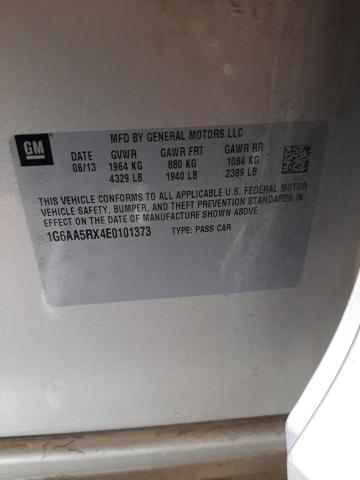 GM
MFD BY GENERAL MOTORS LLC
DATE GVWR GAWR FRT GAWR RR
06/13 1964 KG 880 KG 1084 KG
4329 LB 1940 LB 2389 LB
THIS VEHICLE CONFORMS TO ALL APPLICABLE U.S. FEDERAL MOTOR
VEHICLE SAFETY, BUMPER, AND THEFT PREVENTION STANDARDS IN
EFFECT ON THE DATE OF MANUFACTURE SHOWN ABOVE.
1G6AA5RX4E0101373 TYPE: PASS CAR